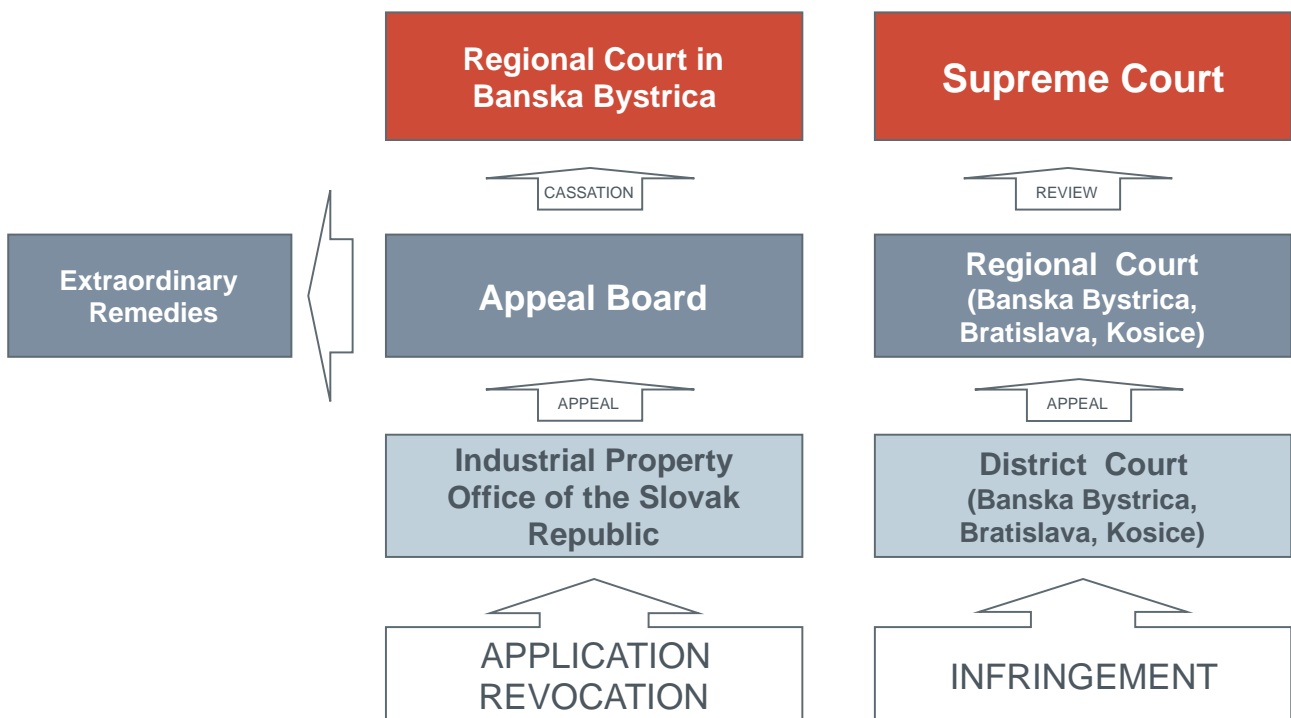 Regional Court in
Banska Bystrica
Supreme Court
CASSATION
REVIEW
Extraordinary
Remedies
Appeal Board
Regional Court
(Banska Bystrica,
Bratislava, Kosice)
APPEAL
APPEAL
Industrial Property
Office of the Slovak
Republic
District Court
(Banska Bystrica,
Bratislava, Kosice)
APPLICATION
REVOCATION
INFRINGEMENT